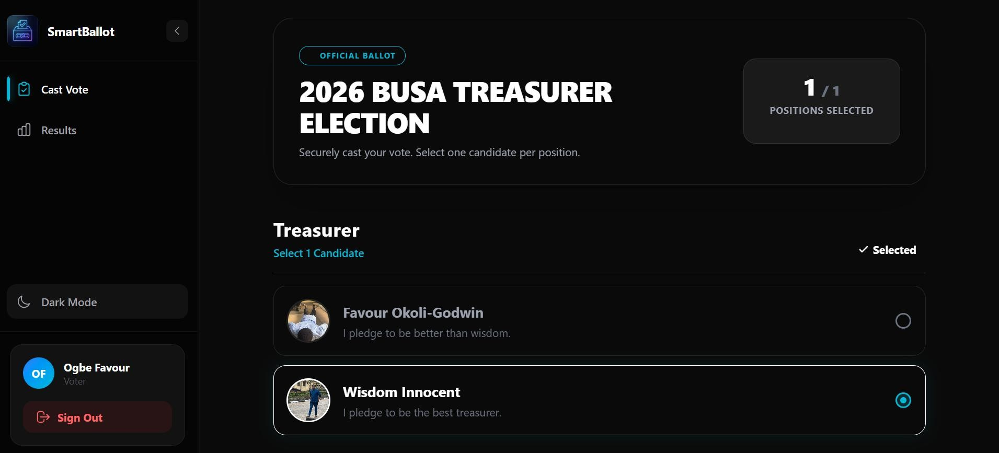 SmartBallot
Cast Vote
Results
Dark Mode
OF
Ogbe Favour
Voter
Sign Out
OFFICIAL BALLOT
2026 BUSA TREASURER
ELECTION
Securely cast your vote. Select one candidate per position.
1 / 1
POSITIONS SELECTED
Treasurer
Select 1 Candidate
Selected
Favour Okoli-Godwin
I pledge to be better than wisdom.
Wisdom Innocent
I pledge to be the best treasurer.